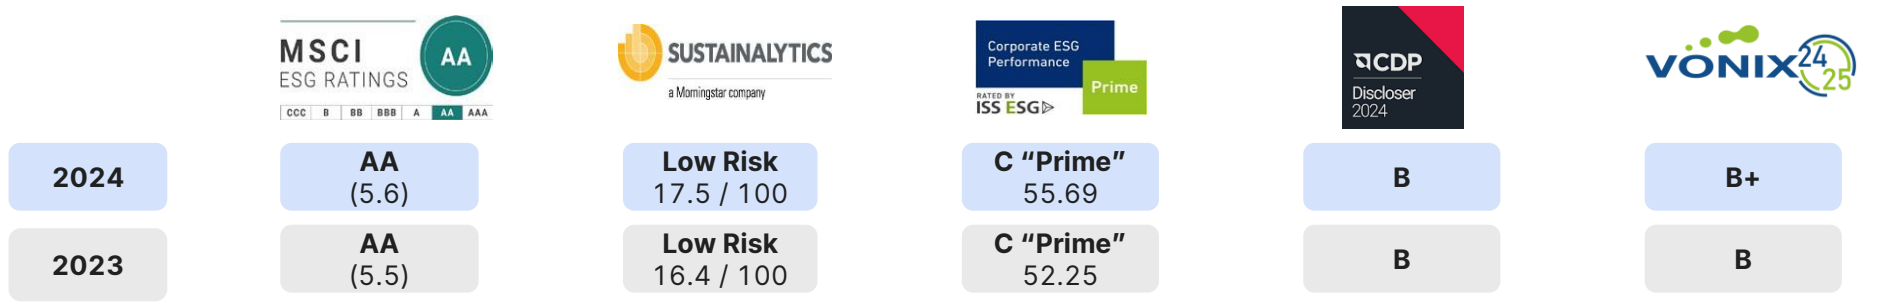 MSCI
ESG RATINGS
AA
CCC B BB BBB A AA AAA
SUSTAINALYTICS
a Morningstar company
Corporate ESG
Performance
Prime
RATED BY
ISS ESG
CDP
Discloser
2024
VÖNIX
24
25
2024
AA
(5.6)
Low Risk
17.5 / 100
C “Prime”
55.69
B
B+
2023
AA
(5.5)
Low Risk
16.4 / 100
C “Prime”
52.25
B
B